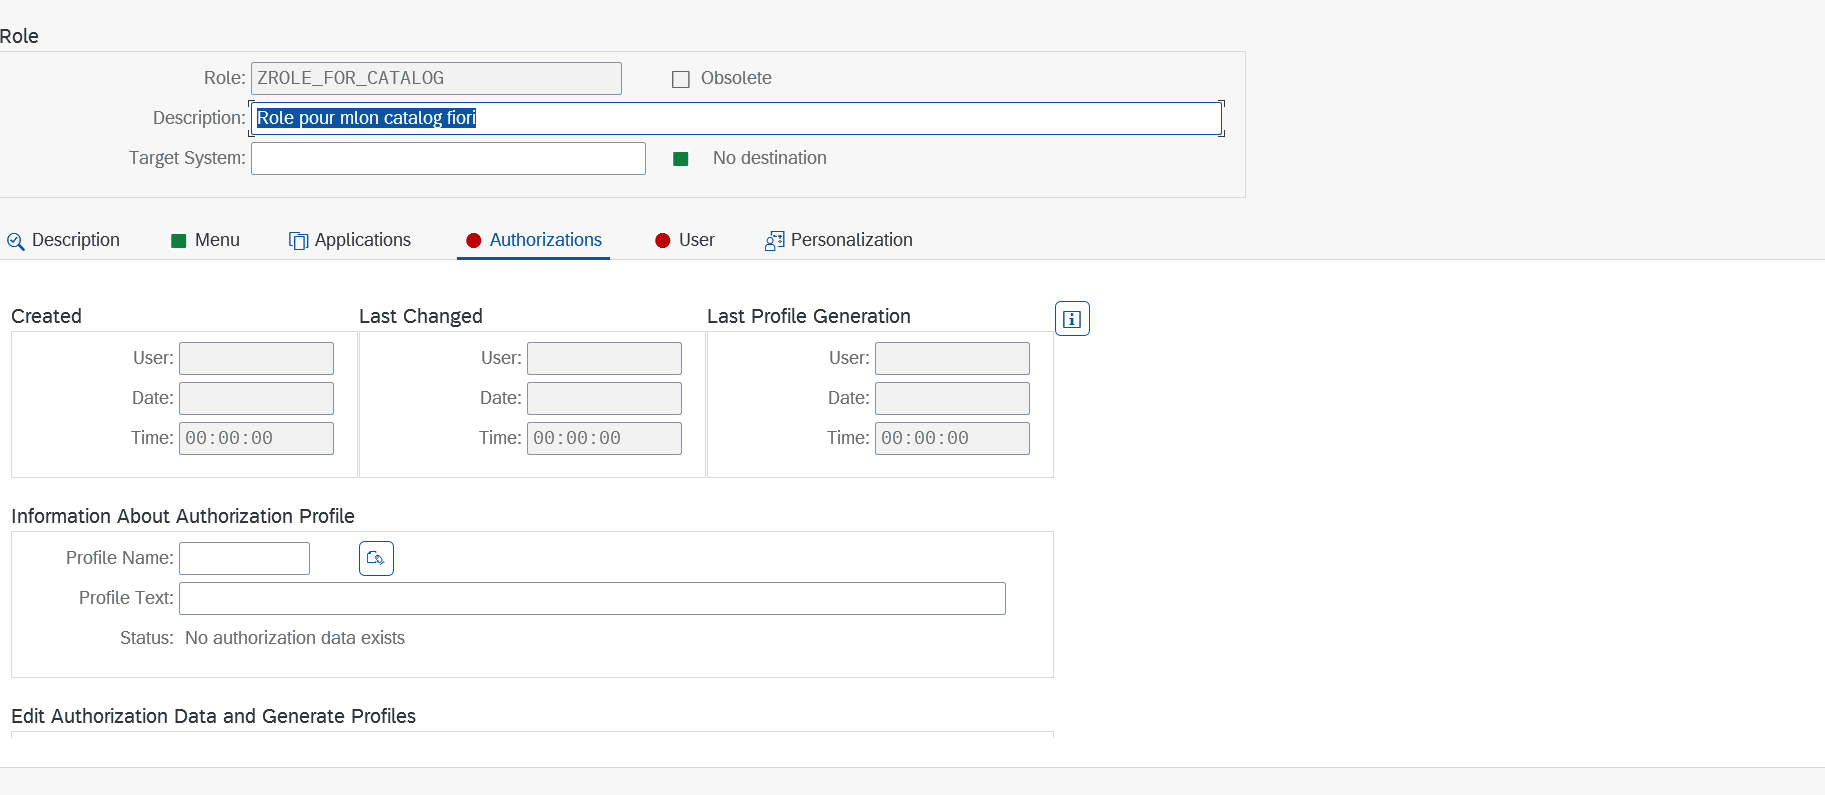 Role
Role: ZROLE_FOR_CATALOG Obsolete
Description: Role pour mlon catalog fiori
Target System: No destination
Description Menu Applications Authorizations User Personalization
Created Last Changed Last Profile Generation
User: User: User:
Date: Date: Date:
Time: 00:00:00 Time: 00:00:00 Time: 00:00:00
Information About Authorization Profile
Profile Name:
Profile Text:
Status: No authorization data exists
Edit Authorization Data and Generate Profiles